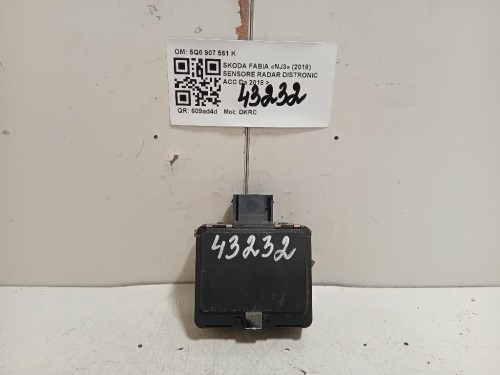 OM: 5Q0 907 561 K
SKODA FABIA «NJ3» (2018)
SENSORE RADAR DISTRONIC
ACC Da 2018 >
43232
QR: 609ad4d Mot: DKRC
43232